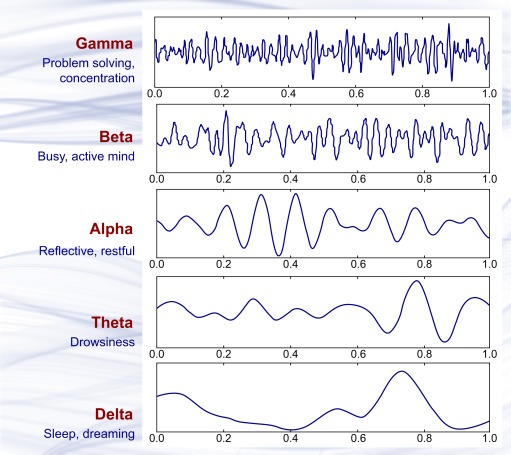 Gamma
Problem solving,
concentration
0.0 0.2 0.4 0.6 0.8 1.0
Beta
Busy, active mind
0.0 0.2 0.4 0.6 0.8 1.0
Alpha
Reflective, restful
0.0 0.2 0.4 0.6 0.8 1.0
Theta
Drowsiness
0.0 0.2 0.4 0.6 0.8 1.0
Delta
Sleep, dreaming
0.0 0.2 0.4 0.6 0.8 1.0